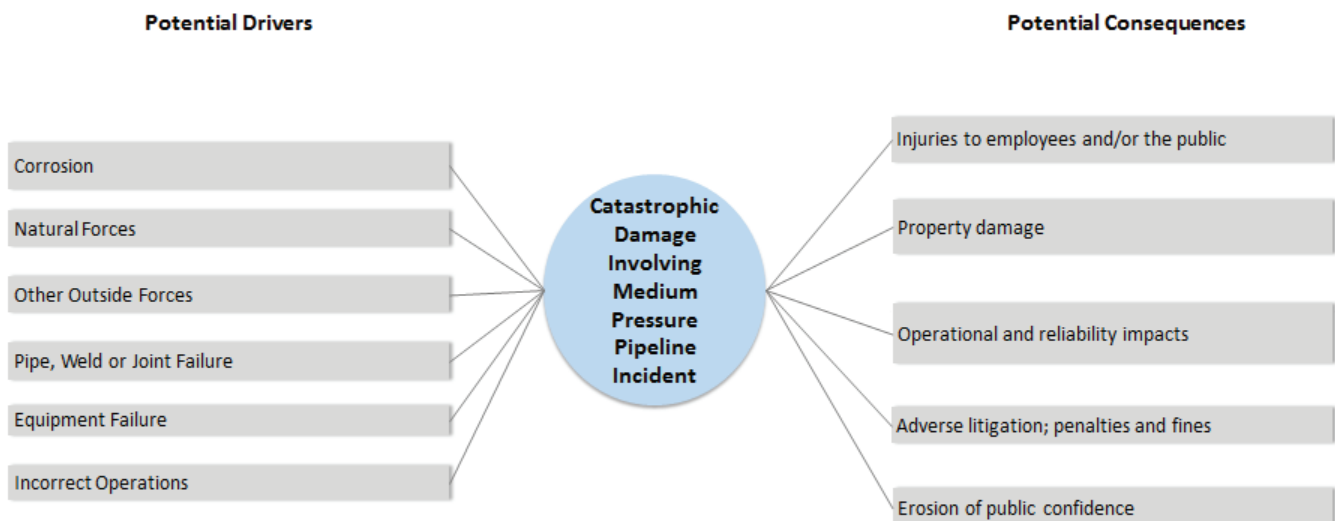 Potential Drivers
Potential Consequences
Corrosion
Natural Forces
Other Outside Forces
Pipe, Weld or Joint Failure
Equipment Failure
Incorrect Operations
Catastrophic
Damage
Involving
Medium
Pressure
Pipeline
Incident
Injuries to employees and/or the public
Property damage
Operational and reliability impacts
Adverse litigation; penalties and fines
Erosion of public confidence